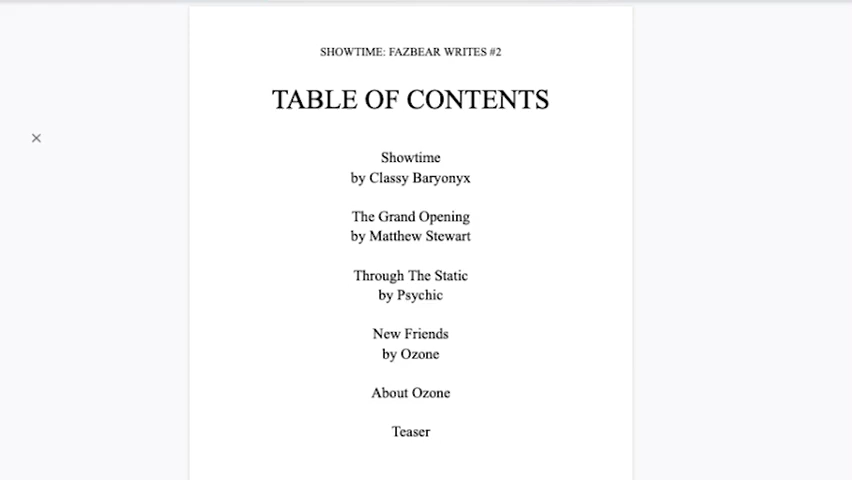 SHOWTIME: FAZBEAR WRITES #2
TABLE OF CONTENTS
Showtime
by Classy Baryonyx
The Grand Opening
by Matthew Stewart
Through The Static
by Psychic
New Friends
by Ozone
About Ozone
Teaser